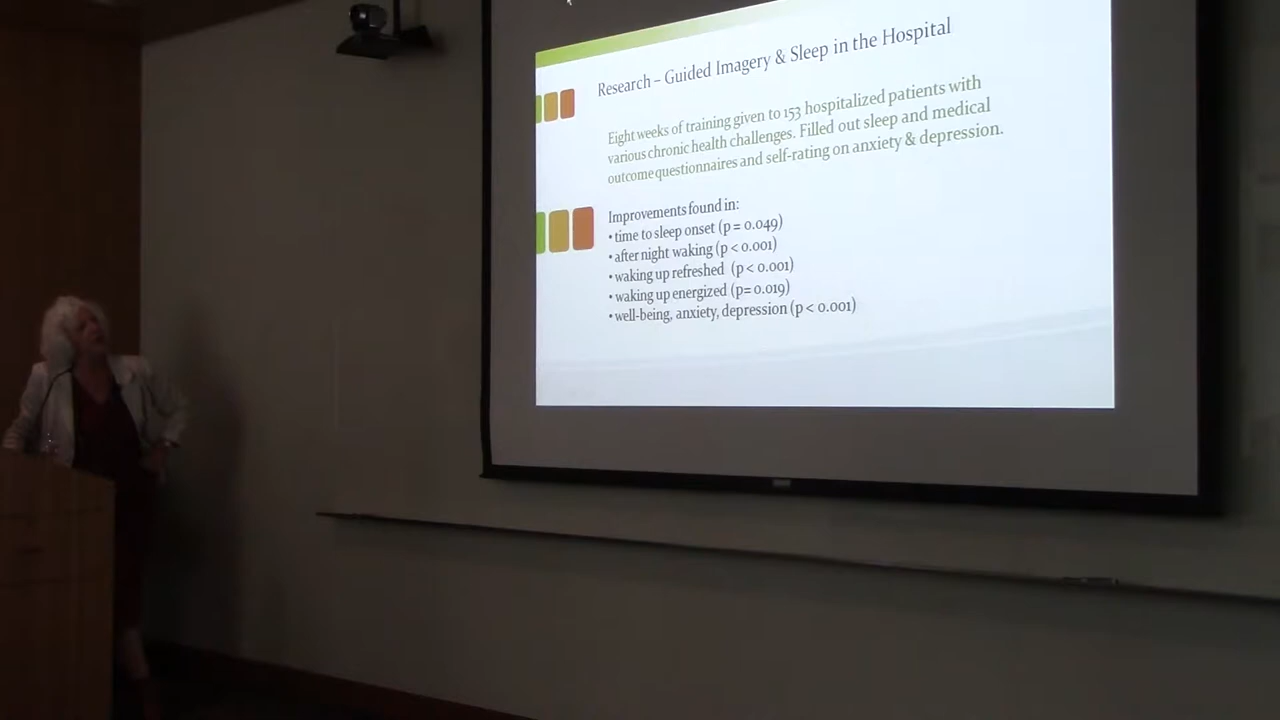 Research – Guided Imagery & Sleep in the Hospital
Eight weeks of training given to 153 hospitalized patients with
various chronic health challenges. Filled out sleep and medical
outcome questionnaires and self-rating on anxiety & depression.
Improvements found in:
• time to sleep onset (p = 0.049)
• after night waking (p < 0.001)
• waking up refreshed (p < 0.001)
• waking up energized (p= 0.019)
• well-being, anxiety, depression (p < 0.001)